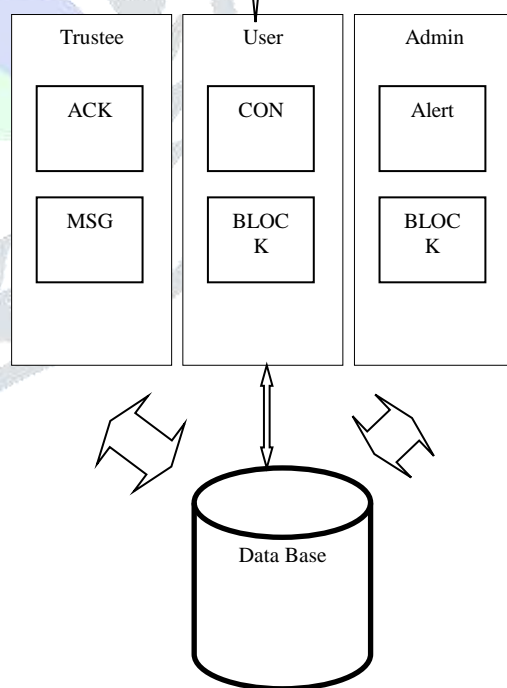 Trustee
User
Admin
ACK
CON
Alert
MSG
BLOC
K
BLOC
K
Data Base